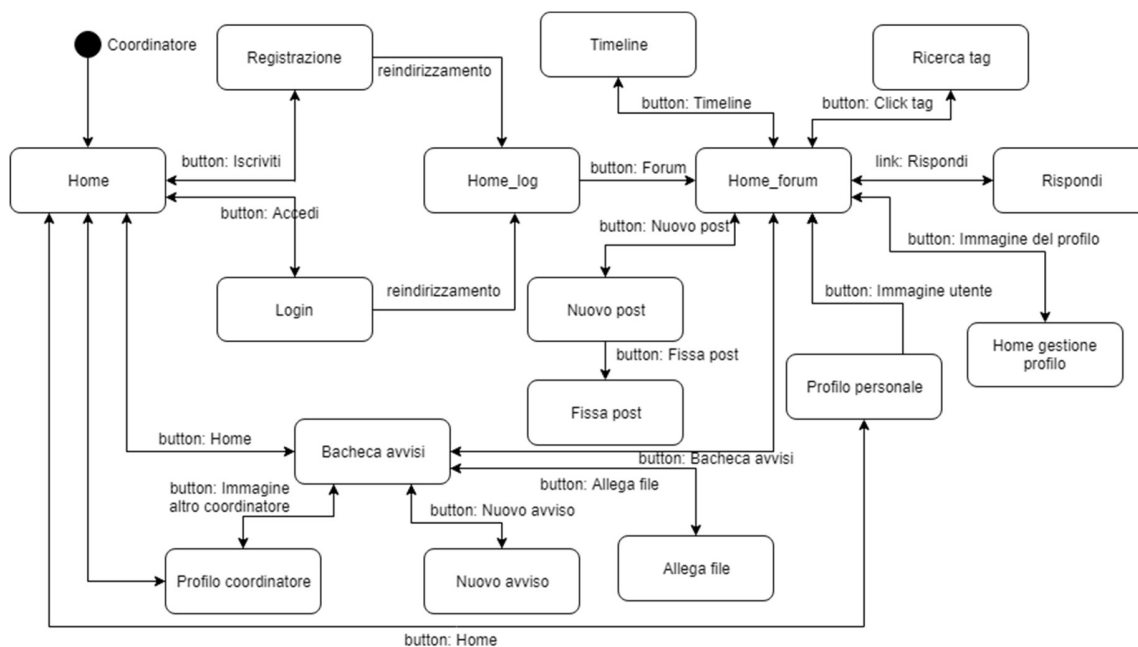 Coordinatore
Registrazione
Timeline
Ricerca tag
reindirizzamento
button: Timeline
button: Click tag
button: Iscriviti
button: Forum
link: Rispondi
Home
Home_log
Home_forum
Rispondi
button: Accedi
button: Nuovo post
button: Immagine del profilo
reindirizzamento
button: Immagine utente
Login
Nuovo post
Home gestione
profilo
button: Fissa post
Profilo personale
Fissa post
button: Home
Bacheca avvisi
button: Bacheca avvisi
button: Immagine
altro coordinatore
button: Allega file
button: Nuovo avviso
Profilo coordinatore
Nuovo avviso
Allega file
button: Home